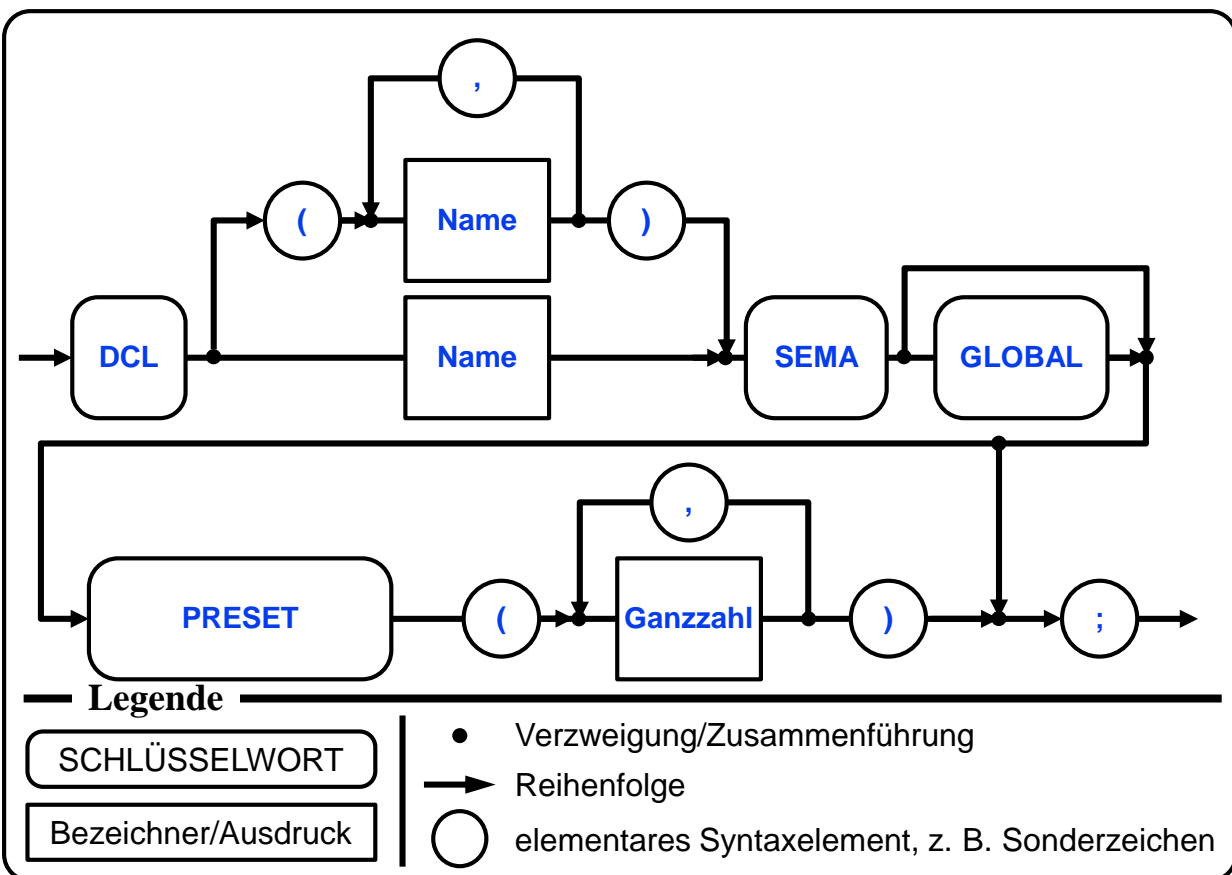 ,
( Name )
DCL Name SEMA GLOBAL
,
PRESET ( Ganzzahl ) ;
Legende
SCHLÜSSELWORT
Bezeichner/Ausdruck
Verzweigung/Zusammenführung
Reihenfolge
elementares Syntaxelement, z. B. Sonderzeichen